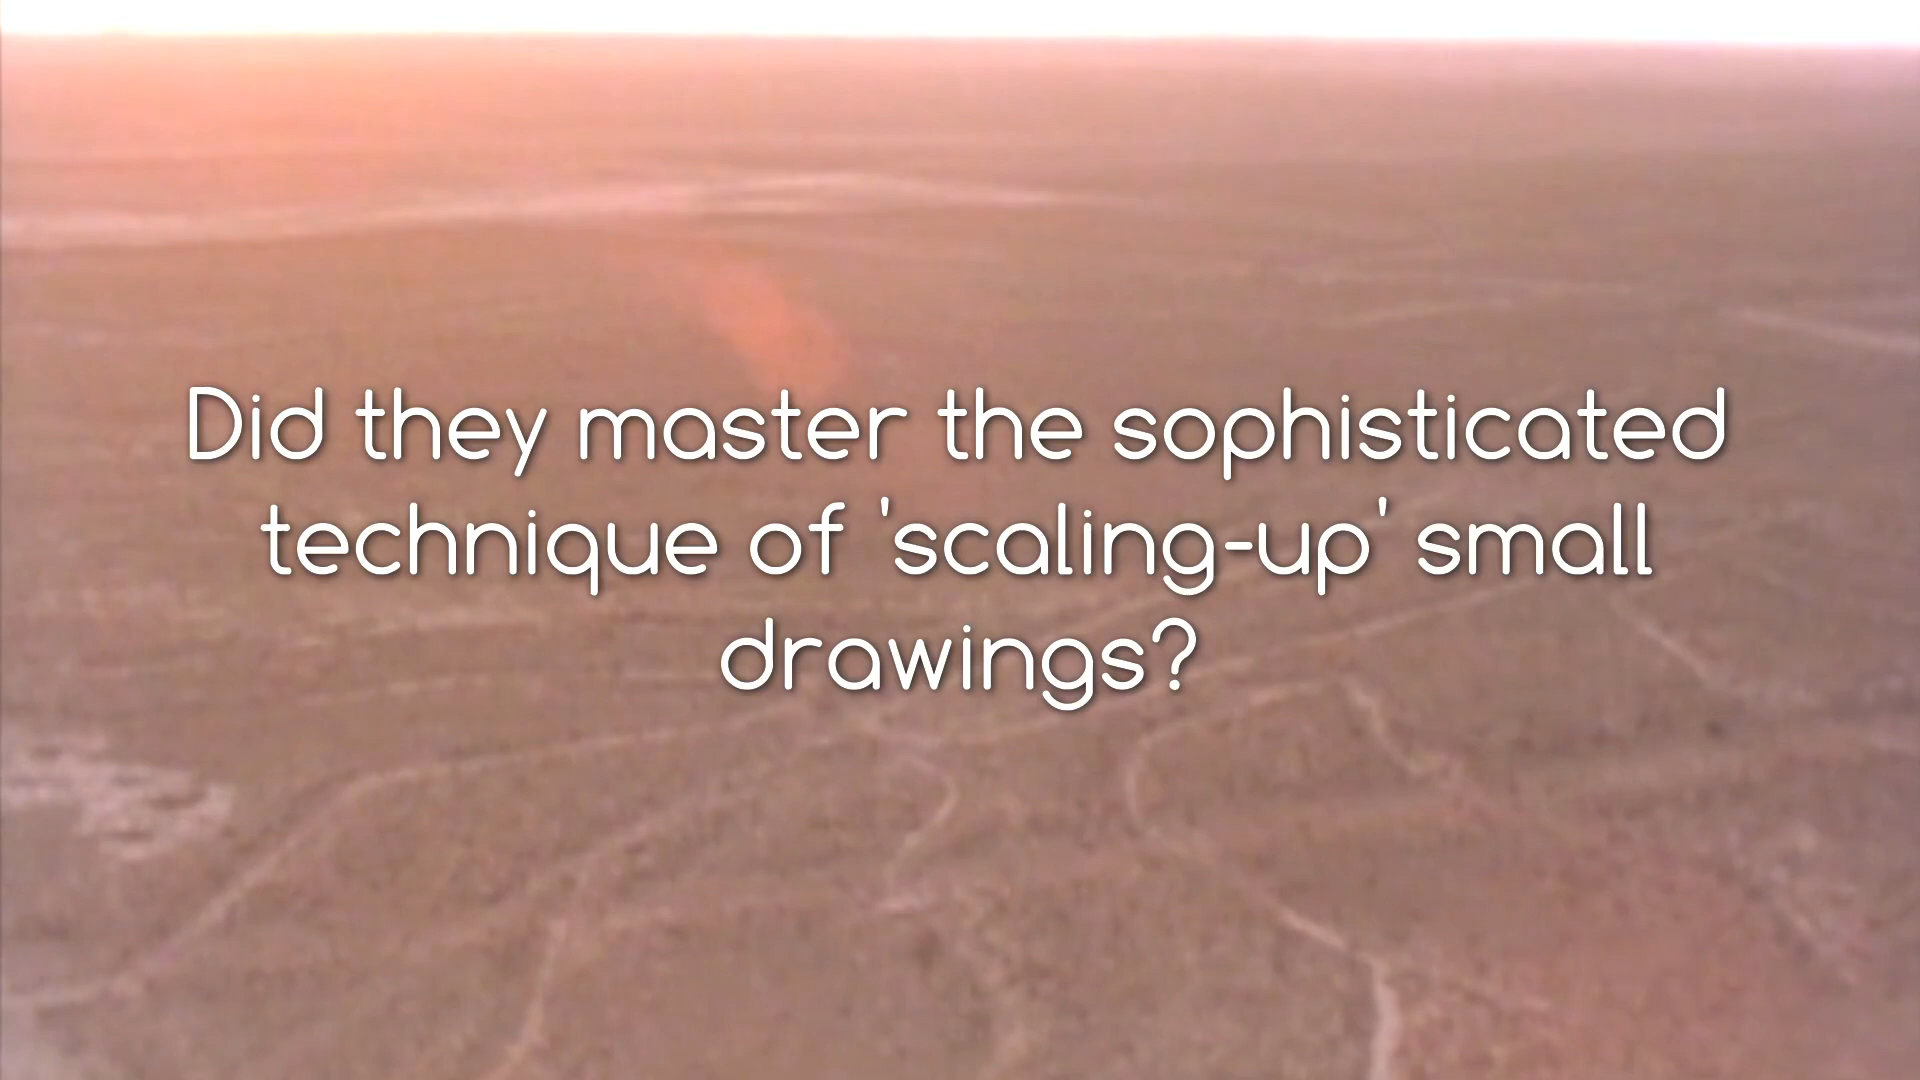 Did they master the sophisticated
technique of 'scaling-up' small
drawings?